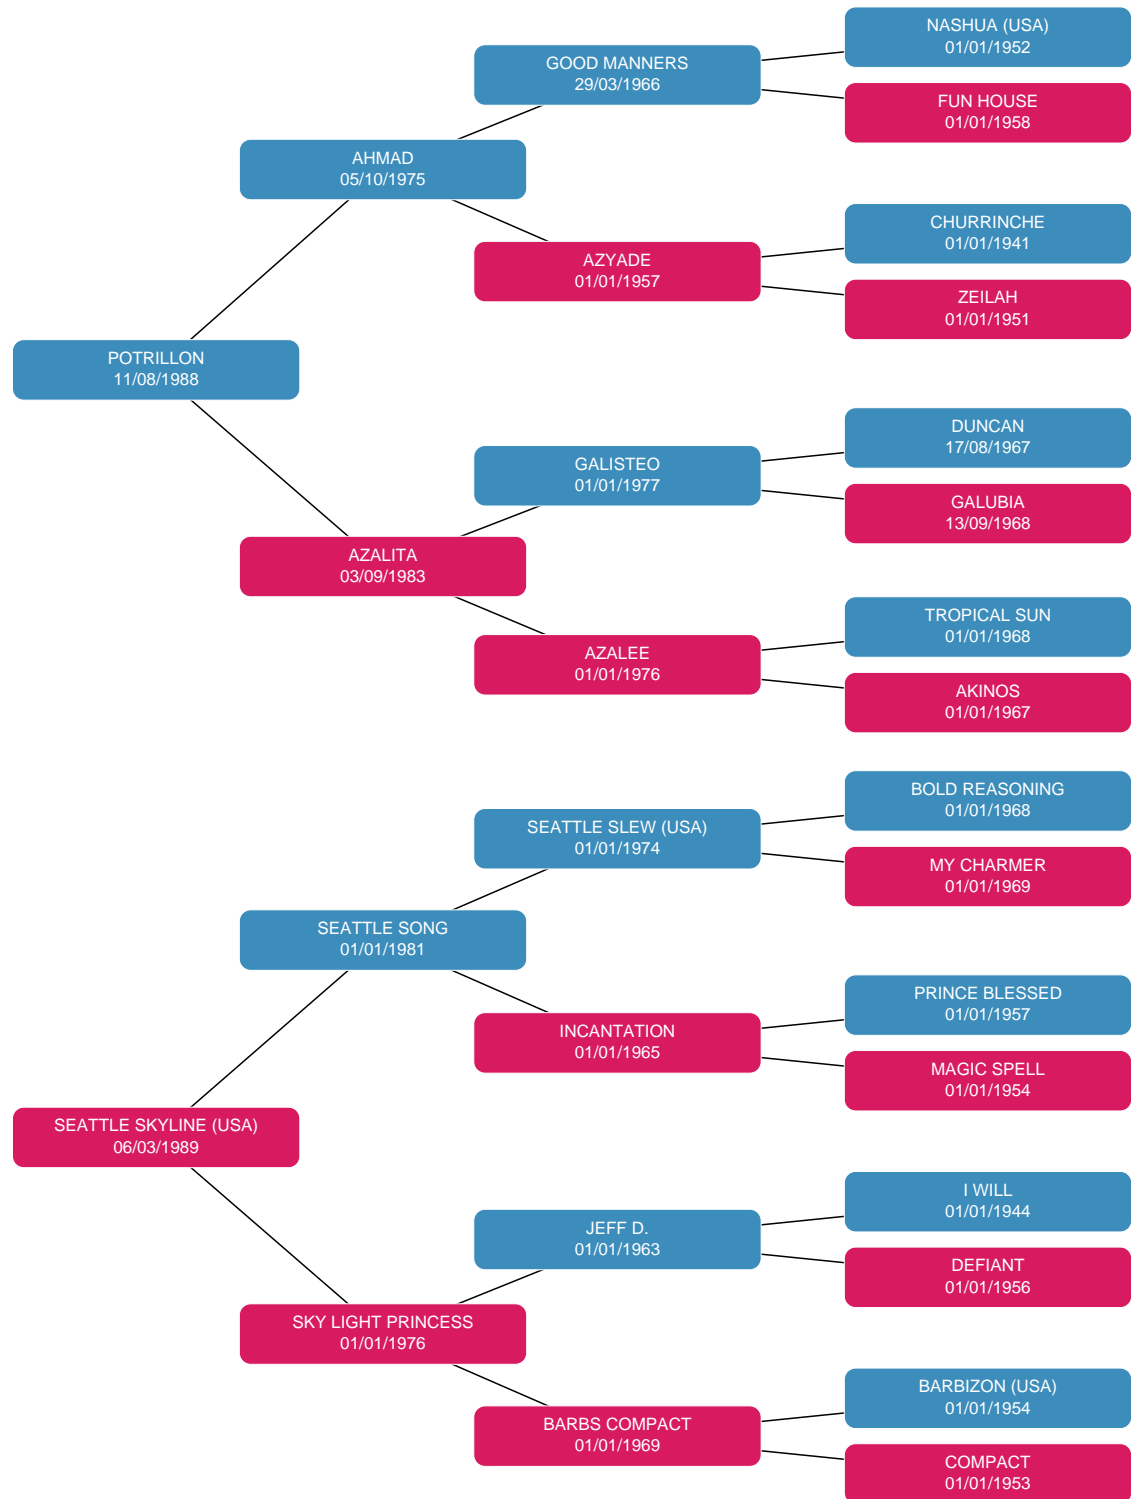 NASHUA (USA)
01/01/1952
GOOD MANNERS
29/03/1966
FUN HOUSE
01/01/1958
AHMAD
05/10/1975
CHURRINCHE
01/01/1941
AZYADE
01/01/1957
ZEILAH
01/01/1951
POTRILLON
11/08/1988
DUNCAN
17/08/1967
GALISTEO
01/01/1977
GALUBIA
13/09/1968
AZALITA
03/09/1983
TROPICAL SUN
01/01/1968
AZALEE
01/01/1976
AKINOS
01/01/1967
BOLD REASONING
01/01/1968
SEATTLE SLEW (USA)
01/01/1974
MY CHARMER
01/01/1969
SEATTLE SONG
01/01/1981
PRINCE BLESSED
01/01/1957
INCANTATION
01/01/1965
MAGIC SPELL
01/01/1954
SEATTLE SKYLINE (USA)
06/03/1989
I WILL
01/01/1944
JEFF D.
01/01/1963
DEFIANT
01/01/1956
SKY LIGHT PRINCESS
01/01/1976
BARBIZON (USA)
01/01/1954
BARBS COMPACT
01/01/1969
COMPACT
01/01/1953